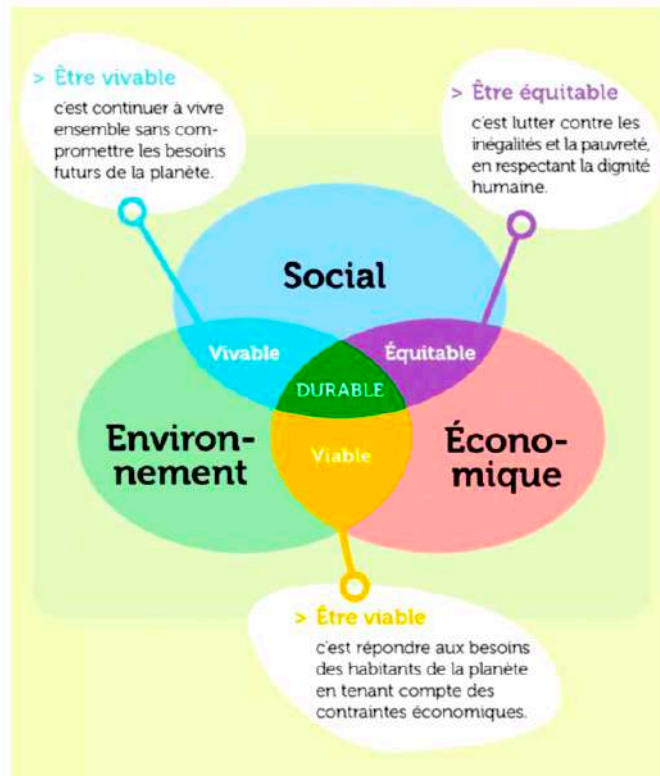 > Être vivable
c'est continuer à vivre
ensemble sans com-
promettre les besoins
futurs de la planète.
> Être équitable
c'est lutter contre les
inégalités et la pauvreté,
en respectant la dignité
humaine.
Social
Vivable
Équitable
DURABLE
Environ-
nement
Viable
Écono-
mique
> Être viable
c'est répondre aux besoins
des habitants de la planète
en tenant compte des
contraintes économiques.